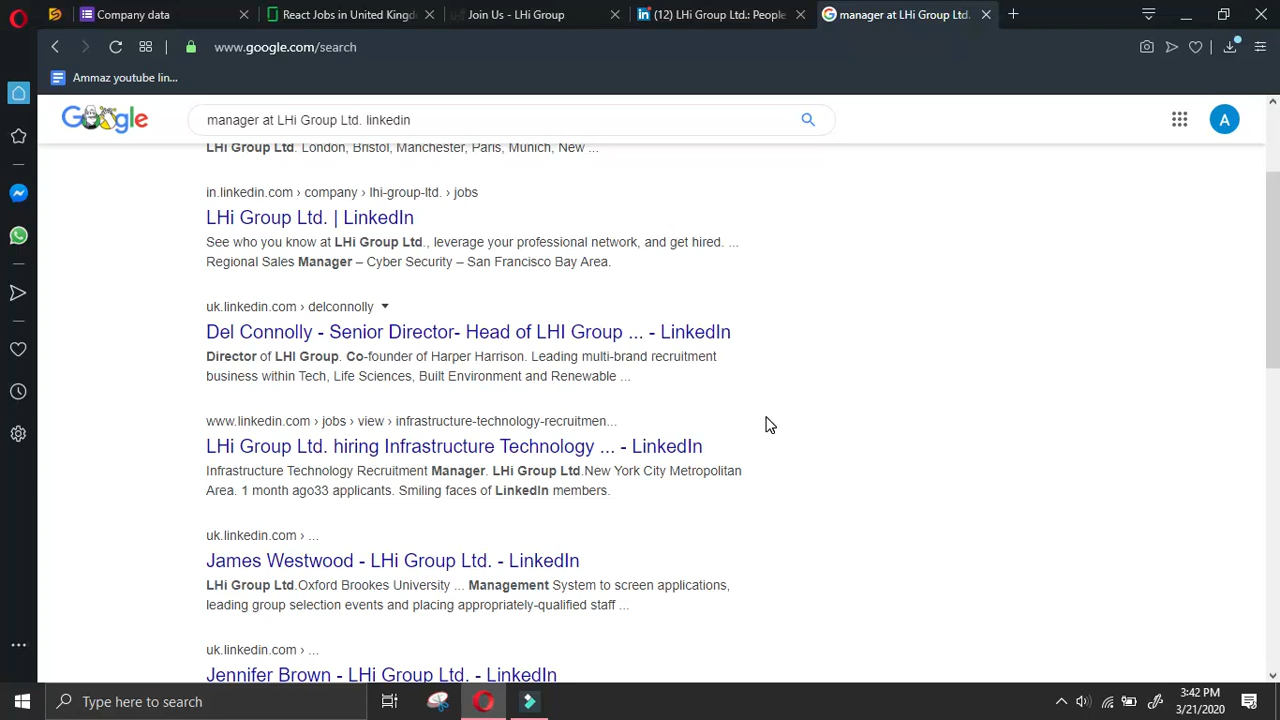 Company data
React Jobs in United Kingd
Join Us - LHi Group
(12) LHi Group Ltd.: People
manager at LHi Group Ltd.
www.google.com/search
Ammaz youtube lin...
Google
manager at LHi Group Ltd. linkedin
A
LHi Group Ltd. London, Bristol, Manchester, Paris, Munich, New ...
in.linkedin.com › company › lhi-group-ltd. › jobs
LHi Group Ltd. | LinkedIn
See who you know at LHi Group Ltd., leverage your professional network, and get hired. ...
Regional Sales Manager – Cyber Security – San Francisco Bay Area.
uk.linkedin.com › delconnolly
Del Connolly - Senior Director- Head of LHI Group ... - LinkedIn
Director of LHI Group. Co-founder of Harper Harrison. Leading multi-brand recruitment
business within Tech, Life Sciences, Built Environment and Renewable ...
www.linkedin.com › jobs › view › infrastructure-technology-recruitmen...
LHi Group Ltd. hiring Infrastructure Technology ... - LinkedIn
Infrastructure Technology Recruitment Manager. LHi Group Ltd.New York City Metropolitan
Area. 1 month ago33 applicants. Smiling faces of LinkedIn members.
uk.linkedin.com › ...
James Westwood - LHi Group Ltd. - LinkedIn
LHi Group Ltd.Oxford Brookes University ... Management System to screen applications,
leading group selection events and placing appropriately-qualified staff ...
uk.linkedin.com › ...
Jennifer Brown - LHi Group Ltd. - LinkedIn
Type here to search
3:42 PM
3/21/2020